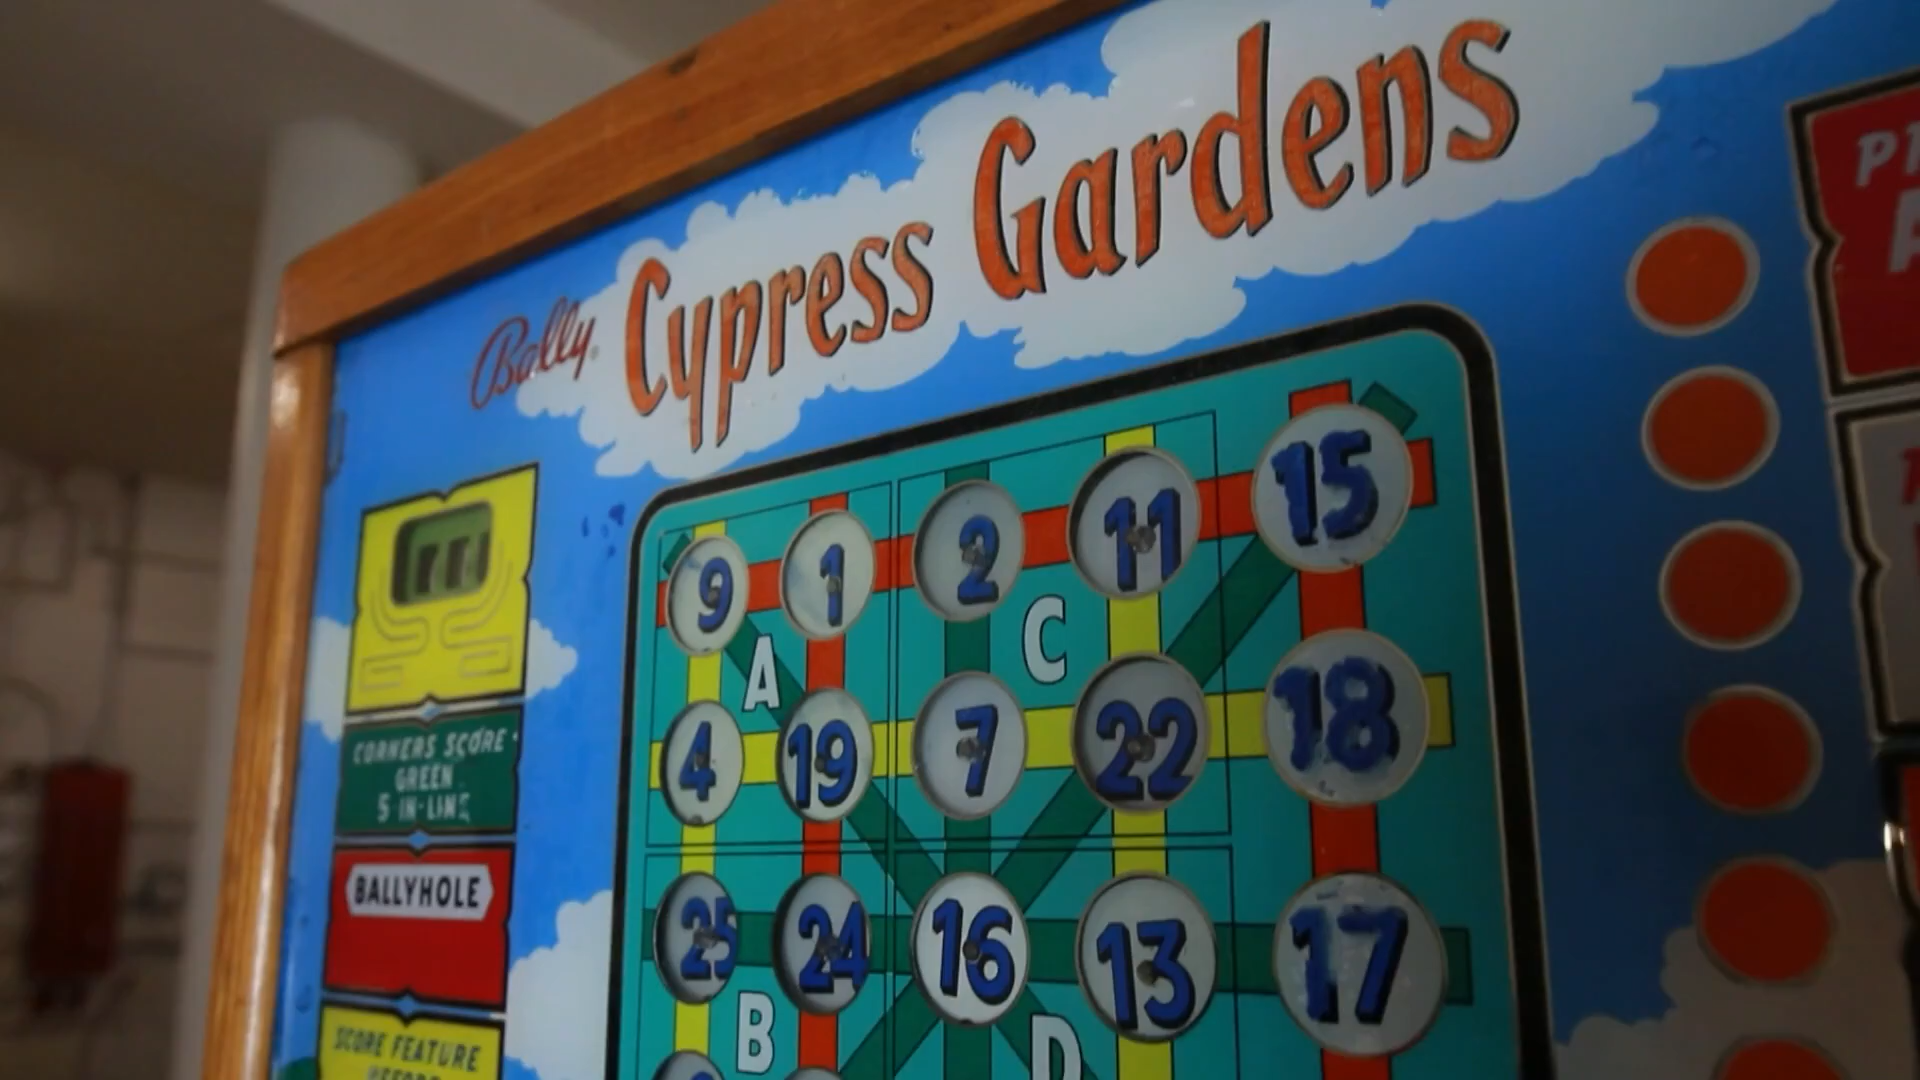 Bally Cypress Gardens
9 1 2 11 15
A C
4 19 7 22 18
25 24 16 13 17
B D
CORNERS SCORE
GREEN
5 IN-LINE
BALLYHOLE
SCORE FEATURE